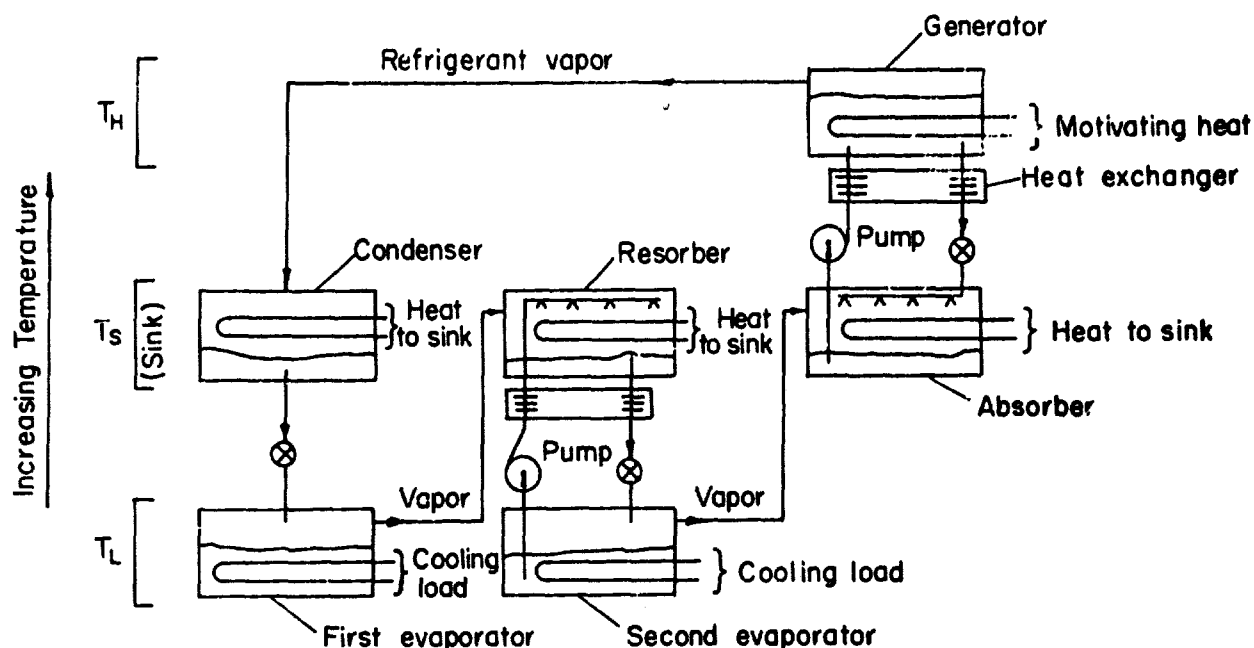 Generator
Refrigerant vapor
T_H
Motivating heat
Heat exchanger
Increasing Temperature
Condenser
Resorber
Pump
T_S
(Sink)
Heat
to sink
Heat
to sink
Heat to sink
Absorber
Pump
Vapor
Vapor
T_L
Cooling
load
Cooling load
First evaporator
Second evaporator